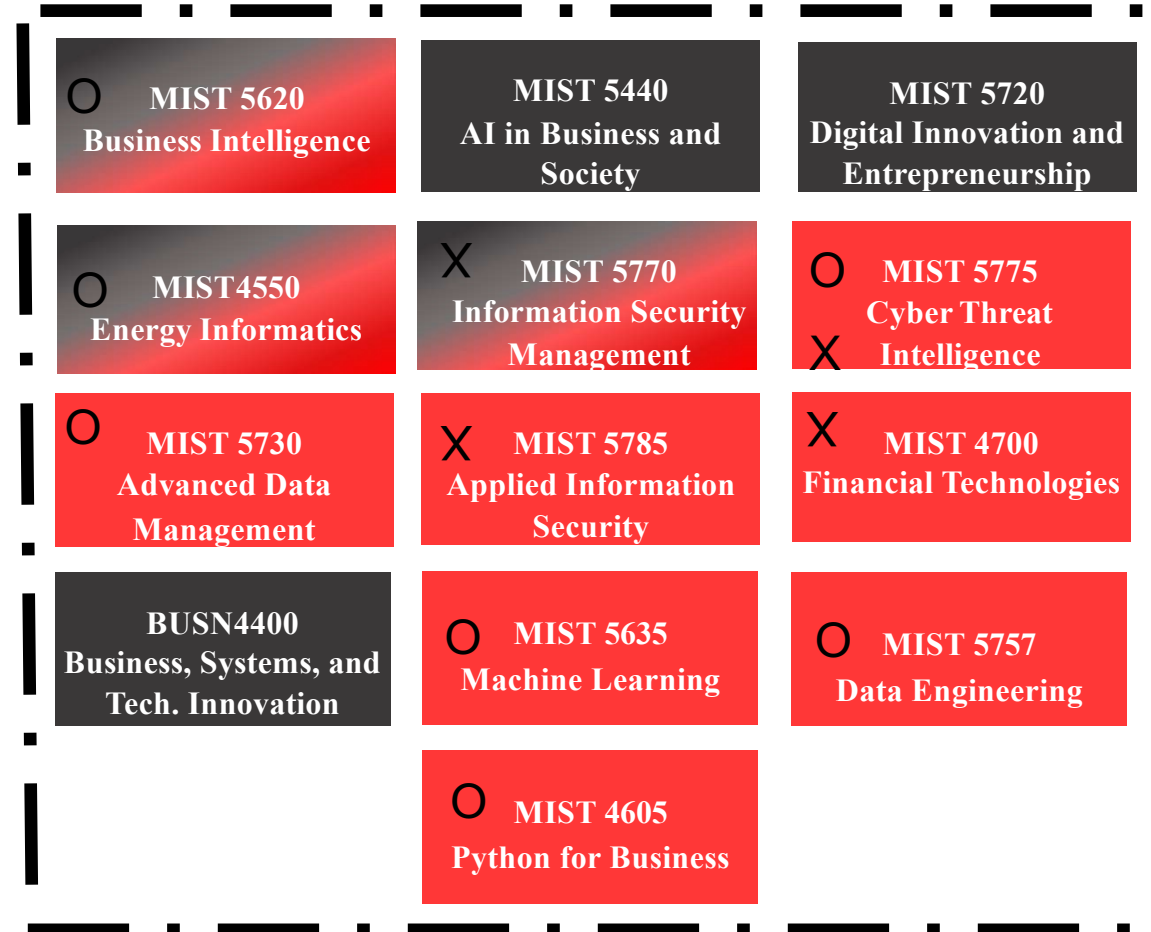 O MIST 5620
Business Intelligence
MIST 5440
AI in Business and
Society
MIST 5720
Digital Innovation and
Entrepreneurship
O MIST4550
Energy Informatics
X MIST 5770
Information Security
Management
O MIST 5775
Cyber Threat
X Intelligence
O MIST 5730
Advanced Data
Management
X MIST 5785
Applied Information
Security
X MIST 4700
Financial Technologies
BUSN4400
Business, Systems, and
Tech. Innovation
O MIST 5635
Machine Learning
O MIST 5757
Data Engineering
O MIST 4605
Python for Business